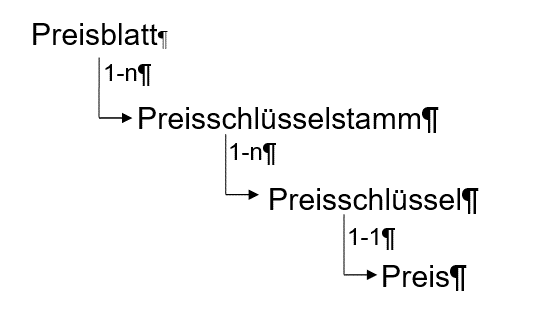 Preisblatt¶
1-n¶
Preisschlüsselstamm¶
1-n¶
Preisschlüssel¶
1-1¶
Preis¶